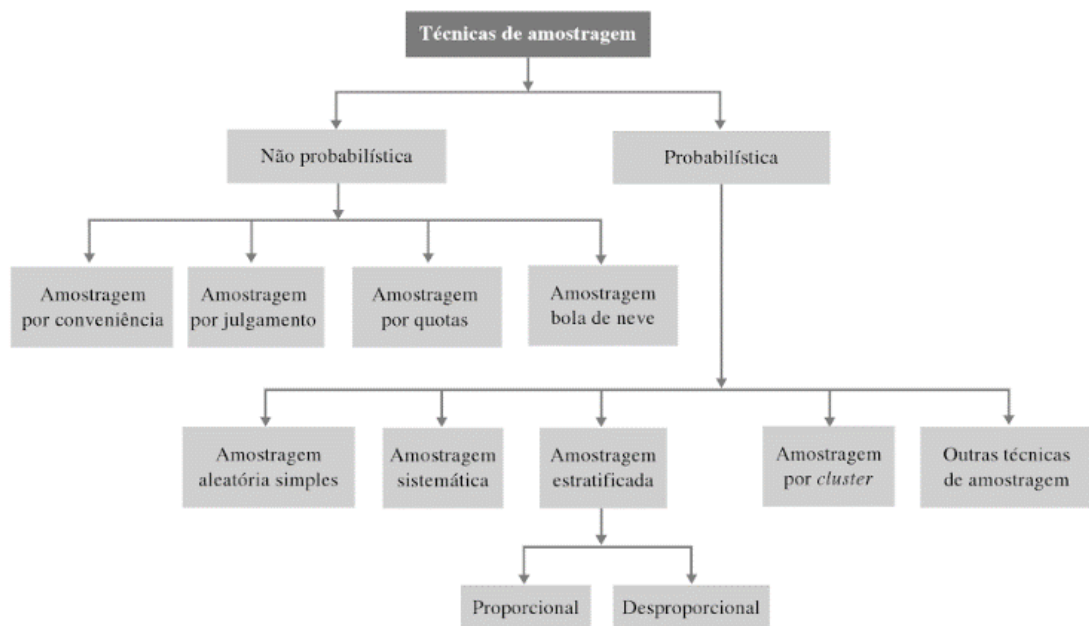 Técnicas de amostragem
Não probabilística
Probabilística
Amostragem
por conveniência
Amostragem
por julgamento
Amostragem
por quotas
Amostragem
bola de neve
Amostragem
aleatória simples
Amostragem
sistemática
Amostragem
estratificada
Amostragem
por cluster
Outras técnicas
de amostragem
Proporcional
Desproporcional